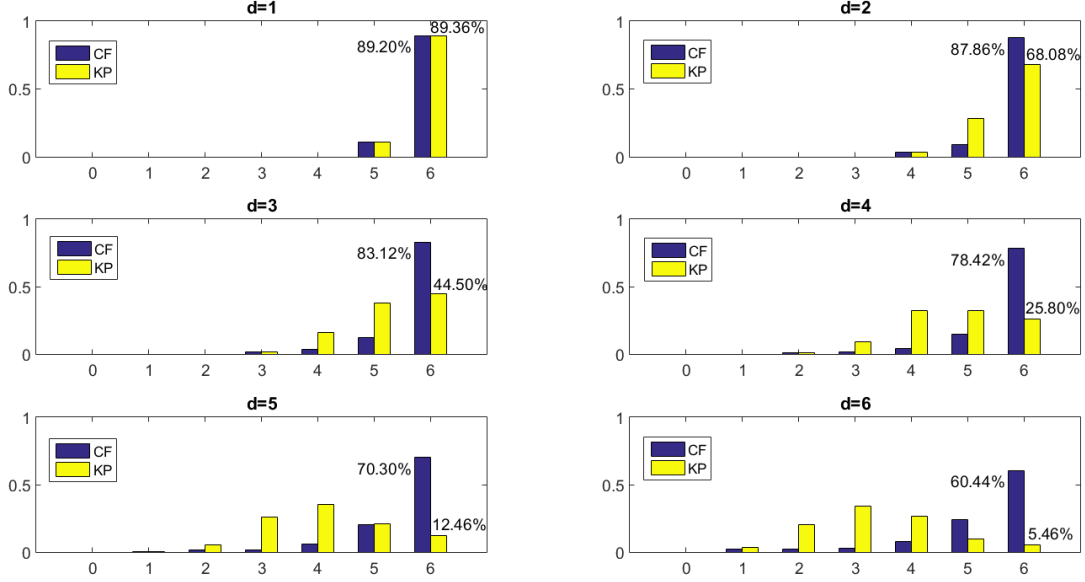 d=1
1
0.5
0
CF
KP
89.20%
89.36%
0 1 2 3 4 5 6
d=2
1
0.5
0
CF
KP
87.86%
68.08%
0 1 2 3 4 5 6
d=3
1
0.5
0
CF
KP
83.12%
44.50%
0 1 2 3 4 5 6
d=4
1
0.5
0
CF
KP
78.42%
25.80%
0 1 2 3 4 5 6
d=5
1
0.5
0
CF
KP
70.30%
12.46%
0 1 2 3 4 5 6
d=6
1
0.5
0
CF
KP
60.44%
5.46%
0 1 2 3 4 5 6